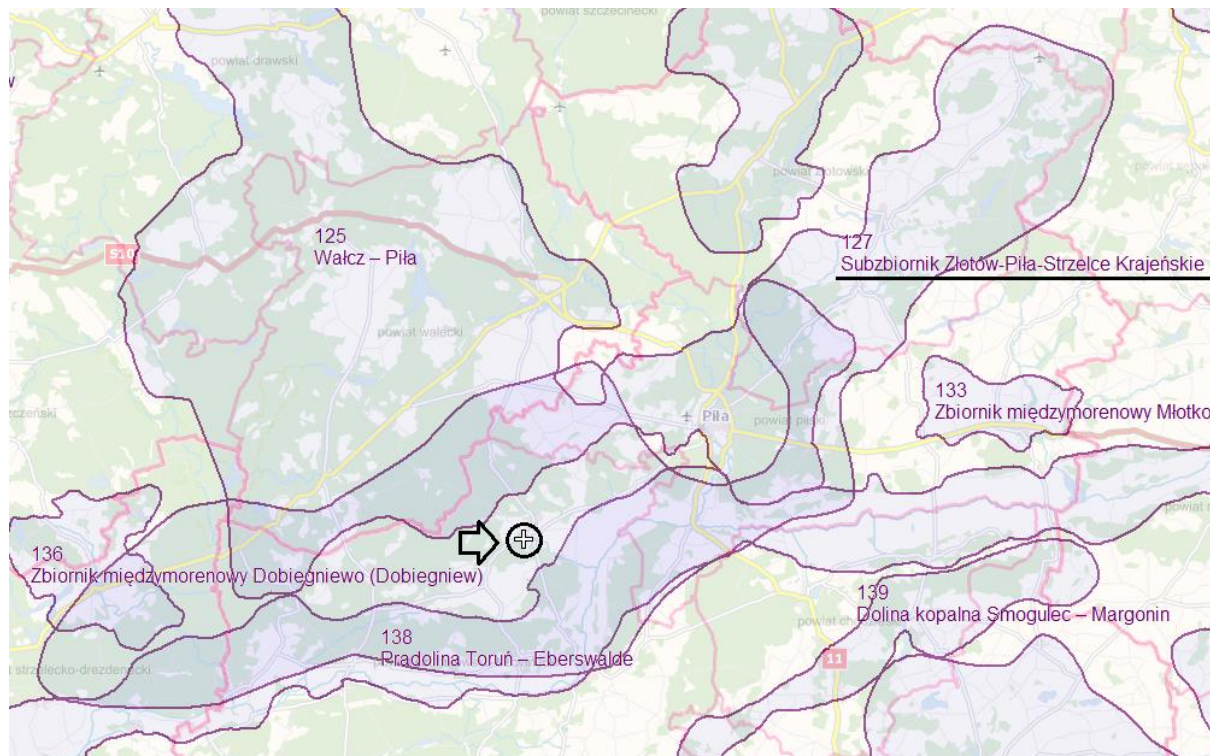 powiat szczecinecki
powiat drawski
powiat złotowski
125
Wałcz – Piła
S10
127
Subzbiornik Złotów-Piła-Strzelce Krajeńskie
powiat wałecki
133
Zbiornik międzymorenowy Młotko
Piła
powiat pilski
136
Zbiornik międzymorenowy Dobiegniewo (Dobiegniew)
139
Dolina kopalna Smogulec – Margonin
138
Pradolina Toruń – Eberswalde
11
strzelecko-drezdenecki